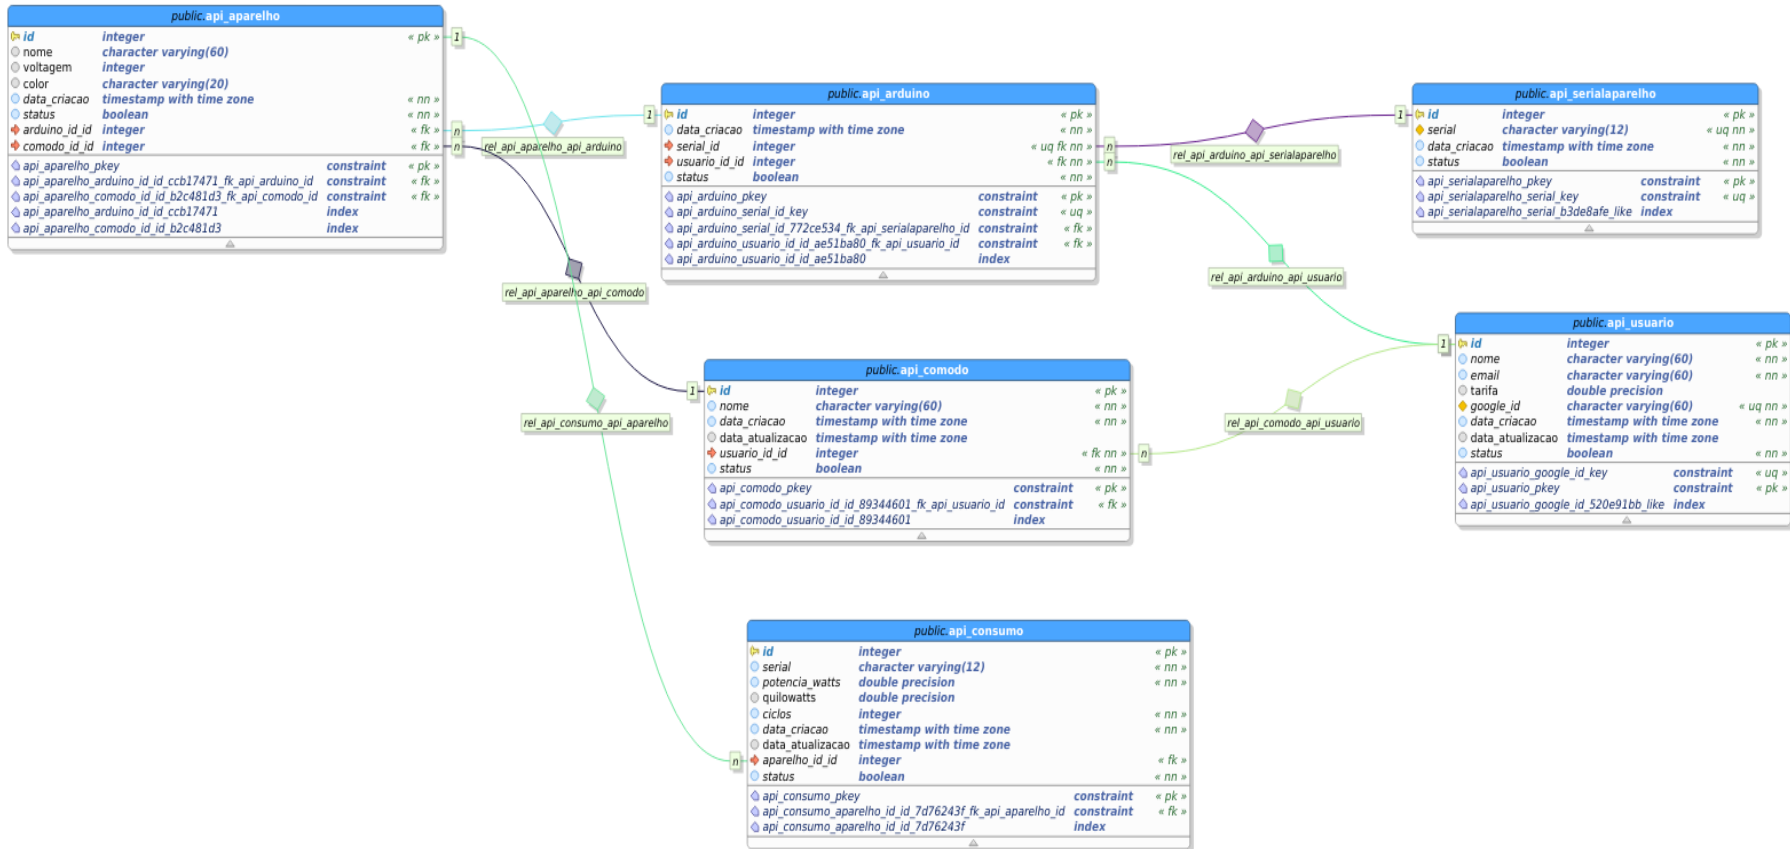 public.api_aparelho
id integer « pk »
nome character varying(60)
voltagem integer
color character varying(20)
data_criacao timestamp with time zone « nn »
status boolean « nn »
arduino_id_id integer « fk »
comodo_id_id integer « fk »
api_aparelho_pkey constraint « pk »
api_aparelho_arduino_id_id_ccb17471_fk_api_arduino_id constraint « fk »
api_aparelho_comodo_id_id_b2c481d3_fk_api_comodo_id constraint « fk »
api_aparelho_arduino_id_id_ccb17471 index
api_aparelho_comodo_id_id_b2c481d3 index
1
n
n
rel_api_aparelho_api_arduino
1
public.api_arduino
id integer « pk »
data_criacao timestamp with time zone « nn »
serial_id integer « uq fk nn »
usuario_id_id integer « fk nn »
status boolean « nn »
api_arduino_pkey constraint « pk »
api_arduino_serial_id_key constraint « uq »
api_arduino_serial_id_772ce534_fk_api_serialaparelho_id constraint « fk »
api_arduino_usuario_id_id_ae51ba80_fk_api_usuario_id constraint « fk »
api_arduino_usuario_id_id_ae51ba80 index
n
n
rel_api_arduino_api_serialaparelho
1
public.api_serialaparelho
id integer « pk »
serial character varying(12) « uq nn »
data_criacao timestamp with time zone « nn »
status boolean « nn »
api_serialaparelho_pkey constraint « pk »
api_serialaparelho_serial_key constraint « uq »
api_serialaparelho_serial_b3de8afe_like index
rel_api_aparelho_api_comodo
rel_api_arduino_api_usuario
1
public.api_usuario
id integer « pk »
nome character varying(60) « nn »
email character varying(60) « nn »
tarifa double precision
google_id character varying(60) « uq nn »
data_criacao timestamp with time zone « nn »
data_atualizacao timestamp with time zone
status boolean « nn »
api_usuario_google_id_key constraint « uq »
api_usuario_pkey constraint « pk »
api_usuario_google_id_520e91bb_like index
1
public.api_comodo
id integer « pk »
nome character varying(60) « nn »
data_criacao timestamp with time zone « nn »
data_atualizacao timestamp with time zone
usuario_id_id integer « fk nn »
status boolean « nn »
api_comodo_pkey constraint « pk »
api_comodo_usuario_id_id_89344601_fk_api_usuario_id constraint « fk »
api_comodo_usuario_id_id_89344601 index
n
rel_api_comodo_api_usuario
rel_api_consumo_api_aparelho
n
public.api_consumo
id integer « pk »
serial character varying(12) « nn »
potencia_watts double precision « nn »
quilowatts double precision
ciclos integer « nn »
data_criacao timestamp with time zone « nn »
data_atualizacao timestamp with time zone
aparelho_id_id integer « fk »
status boolean « nn »
api_consumo_pkey constraint « pk »
api_consumo_aparelho_id_id_7d76243f_fk_api_aparelho_id constraint « fk »
api_consumo_aparelho_id_id_7d76243f index